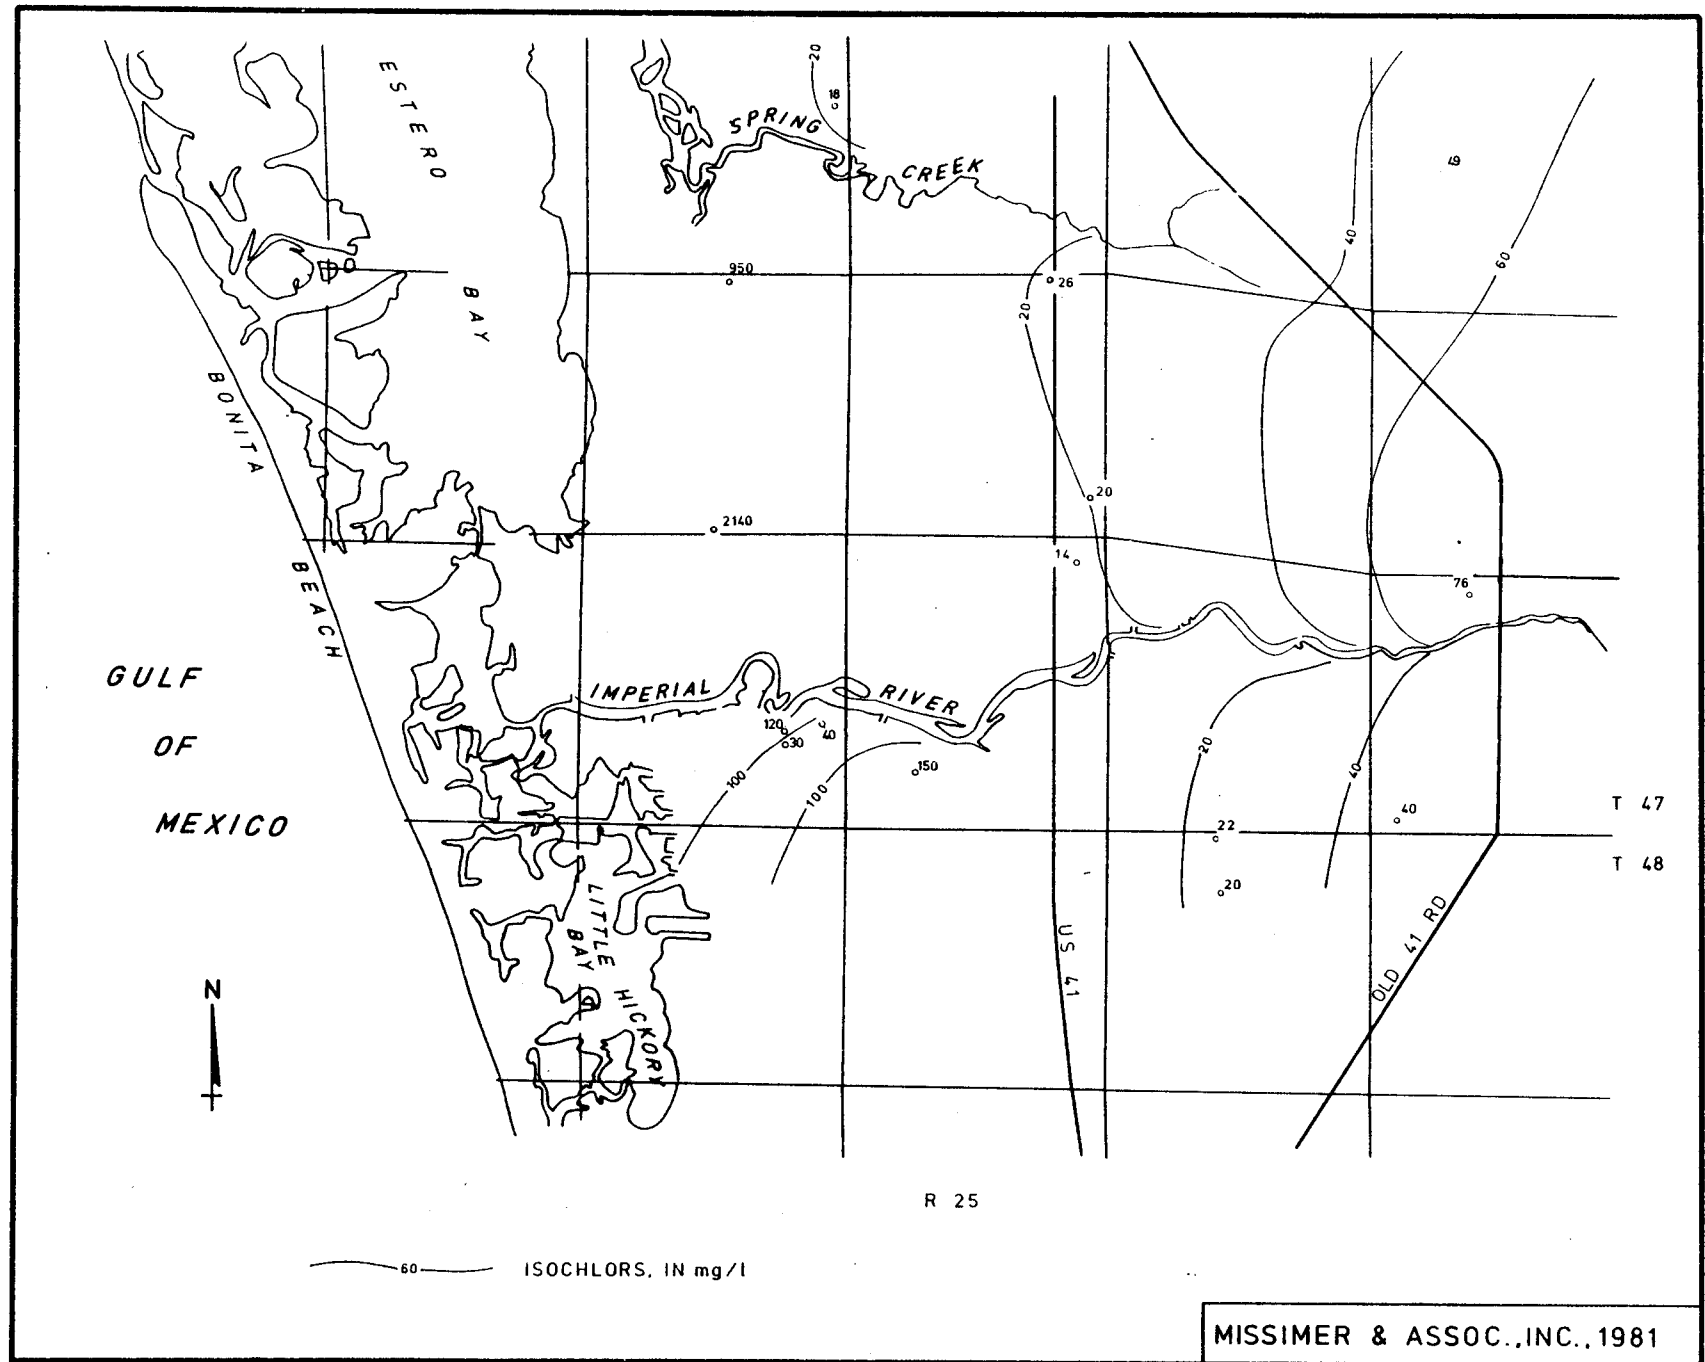 20
18
ESTERO
BAY
SPRING
CREEK
49
40
60
950
26
20
BONITA
BEACH
20
2140
14
76
GULF
OF
MEXICO
IMPERIAL
RIVER
120
30
40
100
100
150
20
40
40
22
20
T 47
T 48
LITTLE
HICKORY
BAY
US 41
OLD 41 RD
N
R 25
60
ISOCHLORS, IN mg/l
MISSIMER & ASSOC.,INC.,1981